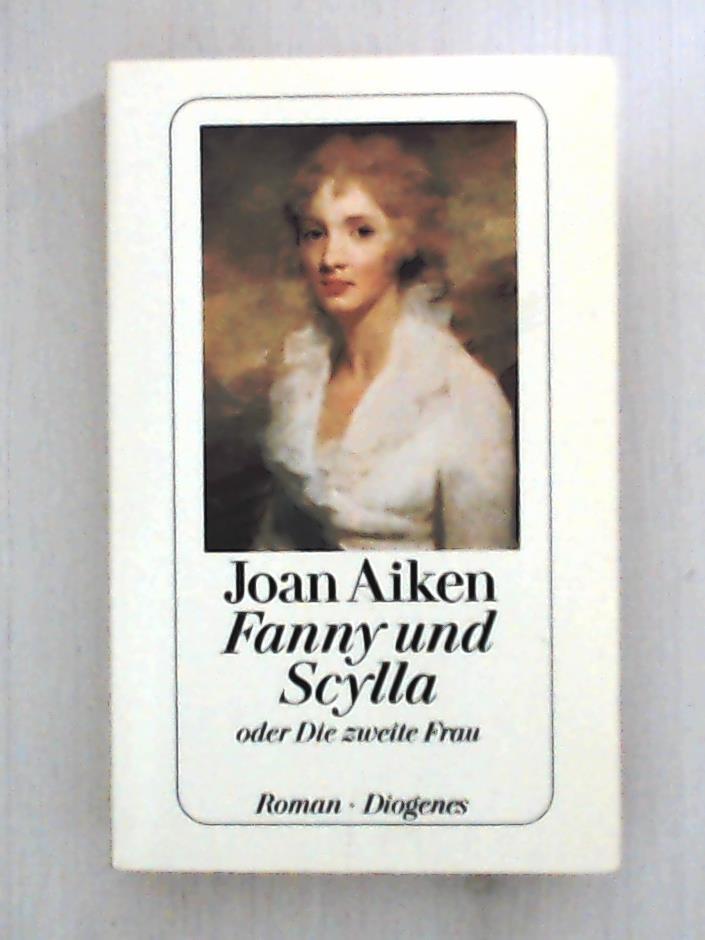 Joan Aiken
Fanny und
Scylla
oder Die zweite Frau
Roman · Diogenes